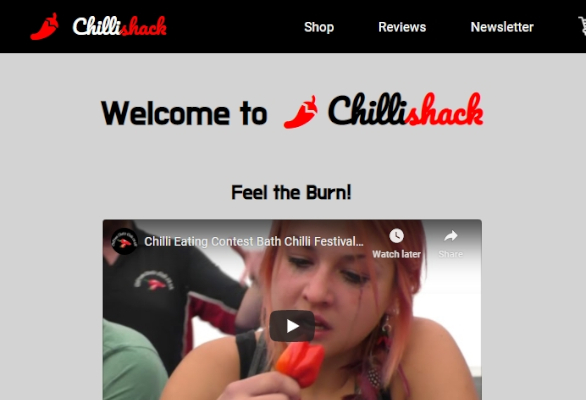 Chillishack
Shop
Reviews
Newsletter
Welcome to Chillishack
Feel the Burn!
Chilli Eating Contest Bath Chilli Festival...
Watch later
Share